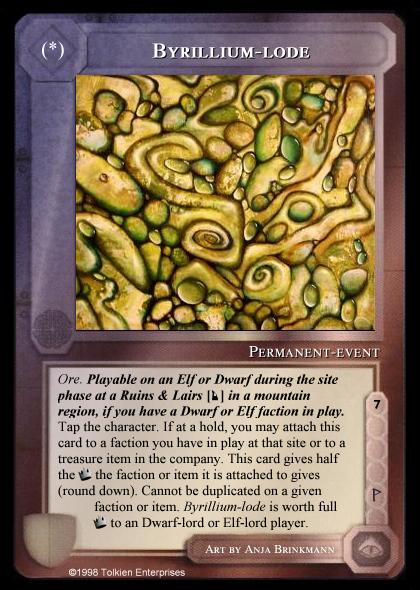 (*)
BYRILLIUM-LODE
PERMANENT-EVENT
Ore. Playable on an Elf or Dwarf during the site
phase at a Ruins & Lairs [ ] in a mountain
region, if you have a Dwarf or Elf faction in play.
Tap the character. If at a hold, you may attach this
card to a faction you have in play at that site or to a
treasure item in the company. This card gives half
the the faction or item it is attached to gives
(round down). Cannot be duplicated on a given
faction or item. Byrillium-lode is worth full
to an Dwarf-lord or Elf-lord player.
7
ART BY ANJA BRINKMANN
©1998 Tolkien Enterprises